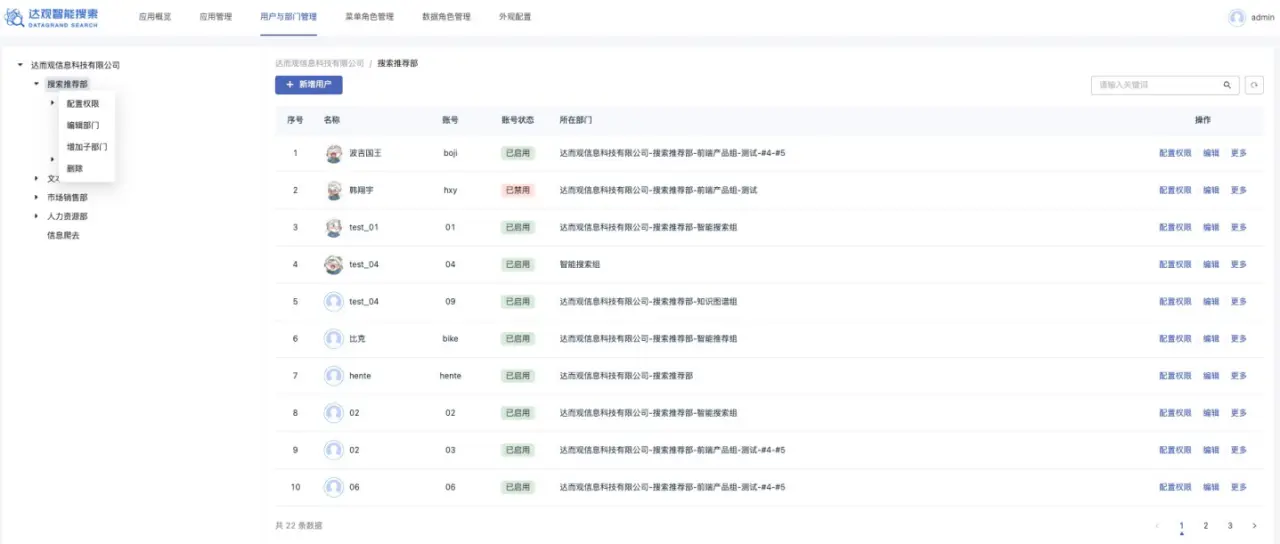 达观智能搜索
DATAGRAND SEARCH
应用概览 应用管理 用户与部门管理 菜单角色管理 数据角色管理 外观配置 admin
达而观信息科技有限公司
搜索推荐部
配置权限
编辑部门
增加子部门
删除
市场销售部
人力资源部
信息爬去
达而观信息科技有限公司 / 搜索推荐部
+ 新增用户 请输入关键词
序号 名称 账号 账号状态 所在部门 操作
1 波吉国王 boji 已启用 达而观信息科技有限公司-搜索推荐部-前端产品组-测试-#4-#5 配置权限 编辑 更多
2 韩翔宇 hxy 已禁用 达而观信息科技有限公司-搜索推荐部-前端产品组-测试 配置权限 编辑 更多
3 test_01 01 已启用 达而观信息科技有限公司-搜索推荐部-智能搜索组 配置权限 编辑 更多
4 test_04 04 已启用 智能搜索组 配置权限 编辑 更多
5 test_04 09 已启用 达而观信息科技有限公司-搜索推荐部-知识图谱组 配置权限 编辑 更多
6 比克 bike 已启用 达而观信息科技有限公司-搜索推荐部-智能推荐组 配置权限 编辑 更多
7 hente hente 已启用 达而观信息科技有限公司-搜索推荐部 配置权限 编辑 更多
8 02 02 已启用 达而观信息科技有限公司-搜索推荐部-智能搜索组 配置权限 编辑 更多
9 02 03 已启用 达而观信息科技有限公司-搜索推荐部-前端产品组-测试-#4-#5 配置权限 编辑 更多
10 06 06 已启用 达而观信息科技有限公司-搜索推荐部-前端产品组-测试-#4-#5 配置权限 编辑 更多
共 22 条数据 < 1 2 3 >